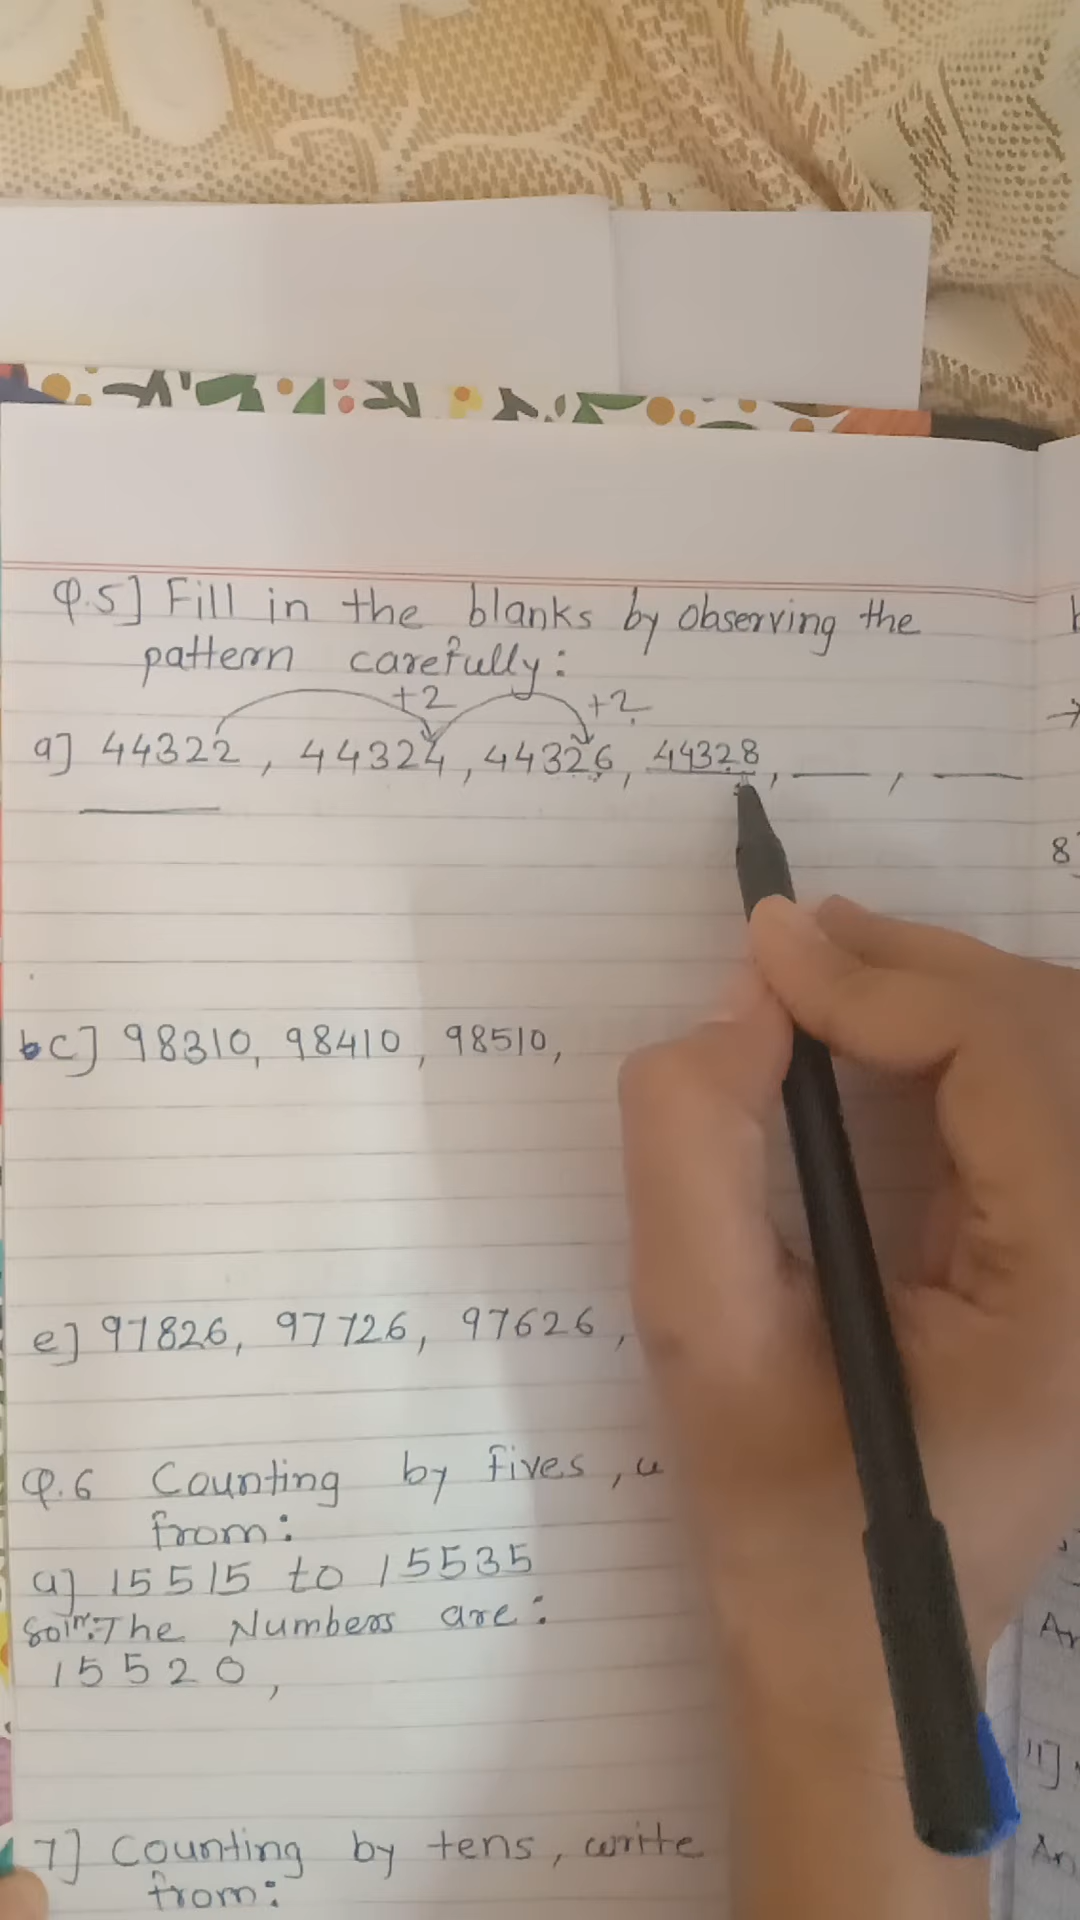 Q.5] Fill in the blanks by observing the
pattern carefully:
+2 +2
a] 44322, 44324, 44326, 44328, ___, ___
___
bc] 98310, 98410, 98510,
e] 97826, 97726, 97626,
Q.6 Counting by fives,
from:
a] 15515 to 15535
Soln: The Numbers are:
15520,
7] Counting by tens, write
from:
8]
11]